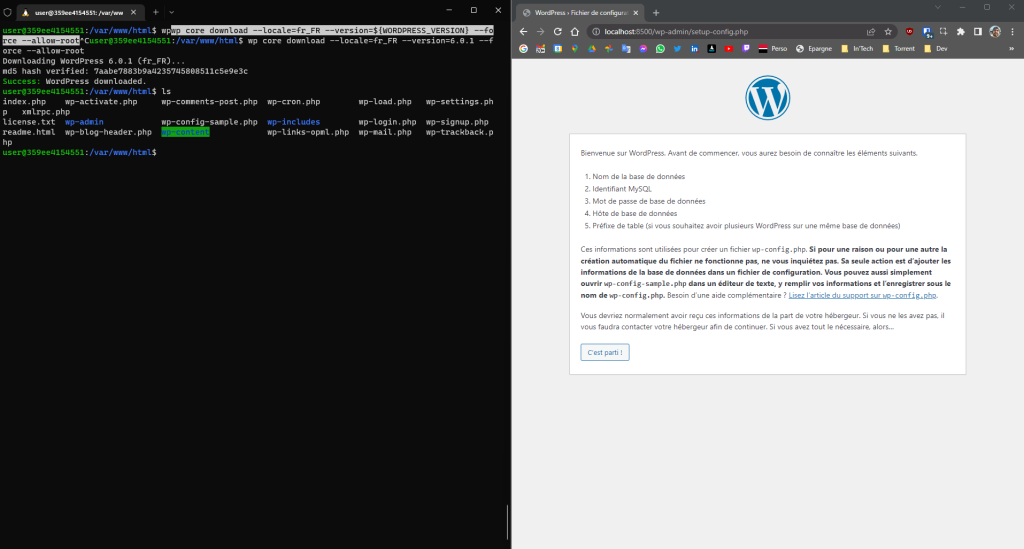 user@359ee4154551: /var/www
user@359ee4154551:/var/www/html$ wpwp core download --locale=fr_FR --version=${WORDPRESS_VERSION} --fo
rce --allow-root^Cuser@359ee4154551:/var/www/html$ wp core download --locale=fr_FR --version=6.0.1 --f
orce --allow-root
Downloading WordPress 6.0.1 (fr_FR)...
md5 hash verified: 7aabe7883b9a4235745808511c5e9e3c
Success: WordPress downloaded.
user@359ee4154551:/var/www/html$ ls
index.php wp-activate.php wp-comments-post.php wp-cron.php wp-load.php wp-settings.ph
p xmlrpc.php
license.txt wp-admin wp-config-sample.php wp-includes wp-login.php wp-signup.php
readme.html wp-blog-header.php wp-content wp-links-opml.php wp-mail.php wp-trackback.p
hp
user@359ee4154551:/var/www/html$
WordPress › Fichier de configura
localhost:8500/wp-admin/setup-config.php
Perso Epargne InTech Torrent Dev
Bienvenue sur WordPress. Avant de commencer, vous aurez besoin de connaître les éléments suivants.
1. Nom de la base de données
2. Identifiant MySQL
3. Mot de passe de base de données
4. Hôte de base de données
5. Préfixe de table (si vous souhaitez avoir plusieurs WordPress sur une même base de données)
Ces informations sont utilisées pour créer un fichier wp-config.php. Si pour une raison ou pour une autre la
création automatique du fichier ne fonctionne pas, ne vous inquiétez pas. Sa seule action est d'ajouter les
informations de la base de données dans un fichier de configuration. Vous pouvez aussi simplement
ouvrir wp-config-sample.php dans un éditeur de texte, y remplir vos informations et l'enregistrer sous le
nom de wp-config.php. Besoin d'une aide complémentaire ? Lisez l'article du support sur wp-config.php.
Vous devriez normalement avoir reçu ces informations de la part de votre hébergeur. Si vous ne les avez pas, il
vous faudra contacter votre hébergeur afin de continuer. Si vous avez tout le nécessaire, alors…
C'est parti !